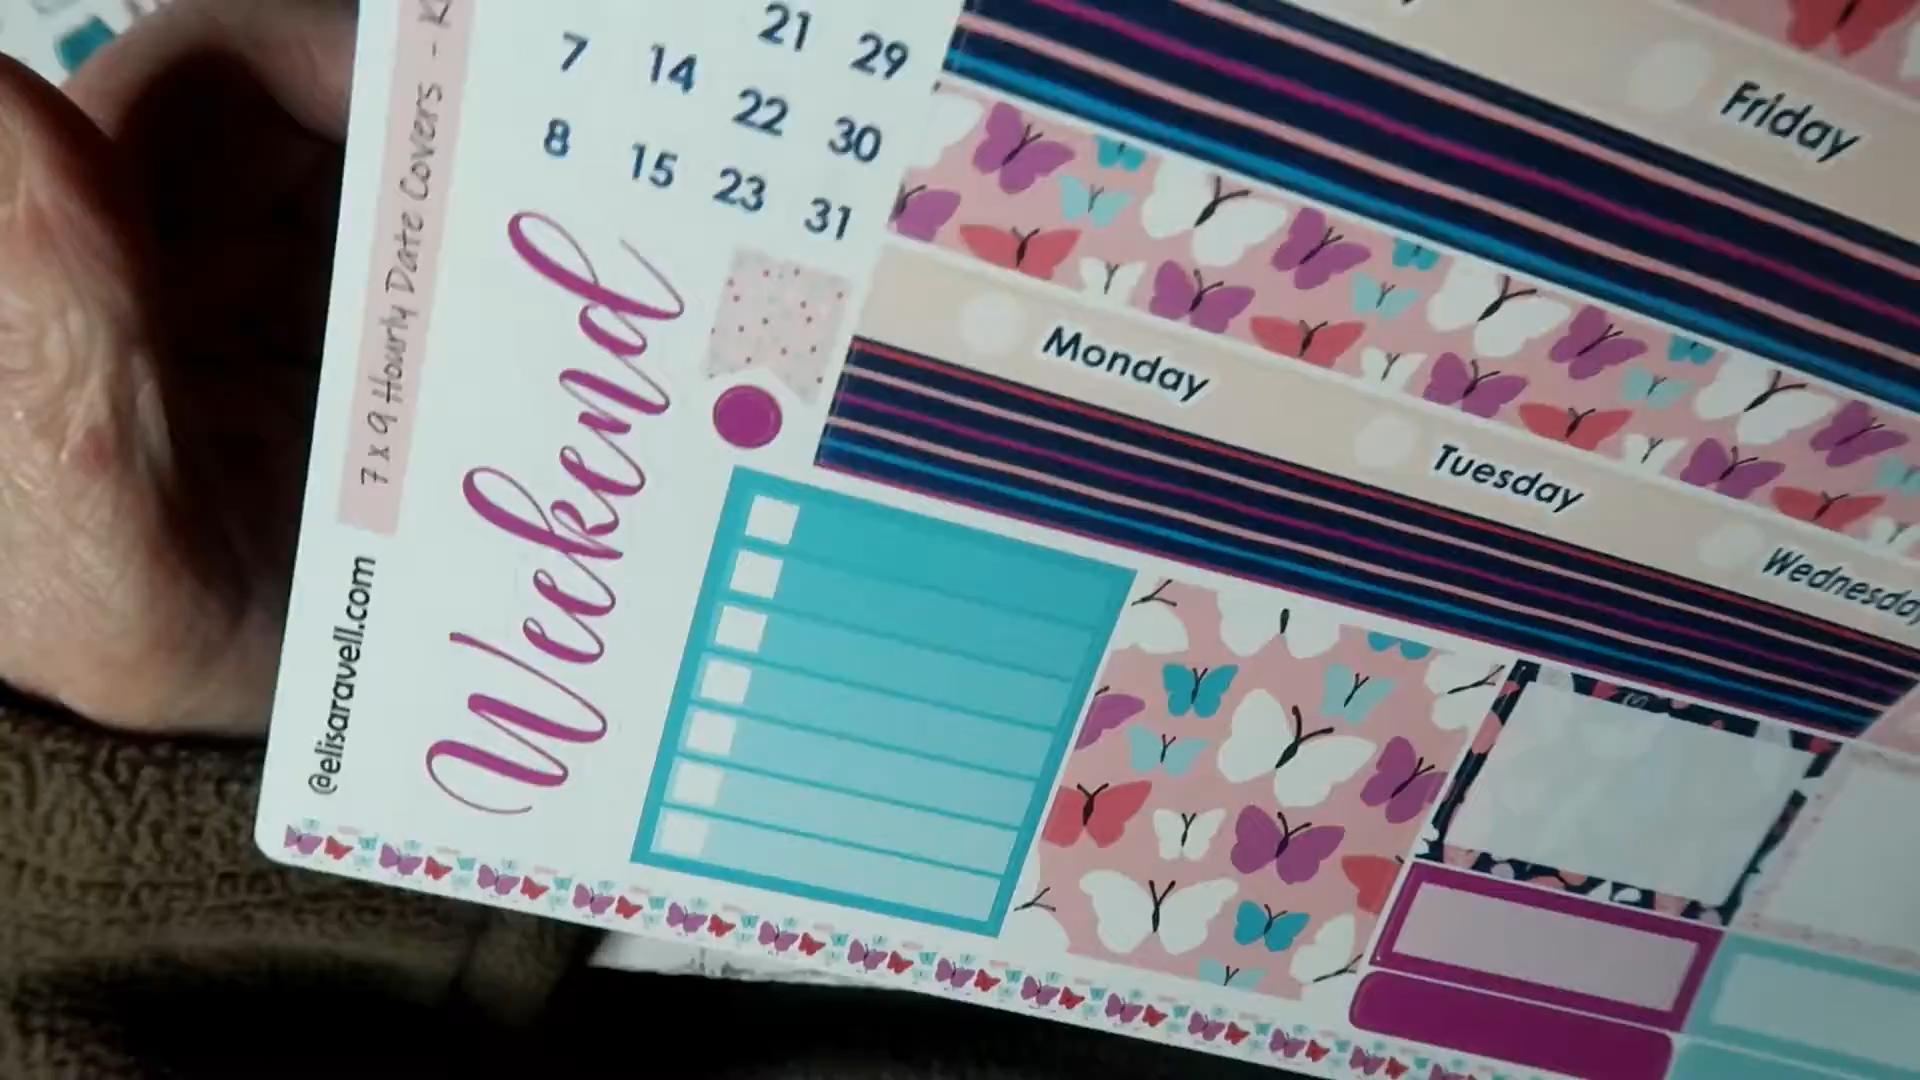 21 29
7 14 22 30
8 15 23 31
7 x 9 Hourly Date Covers -
@elisaravell.com
Weekend
Friday
Monday
Tuesday
Wednesday